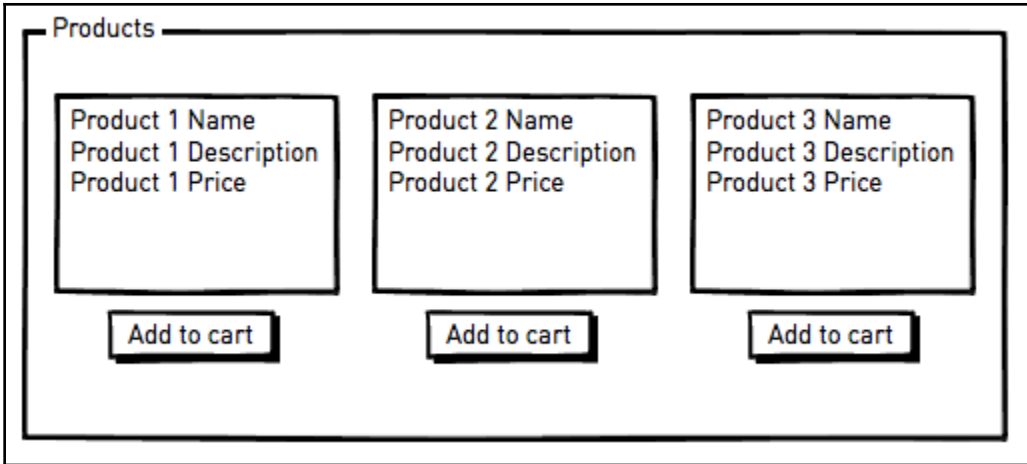 Products
Product 1 Name
Product 1 Description
Product 1 Price
Add to cart
Product 2 Name
Product 2 Description
Product 2 Price
Add to cart
Product 3 Name
Product 3 Description
Product 3 Price
Add to cart